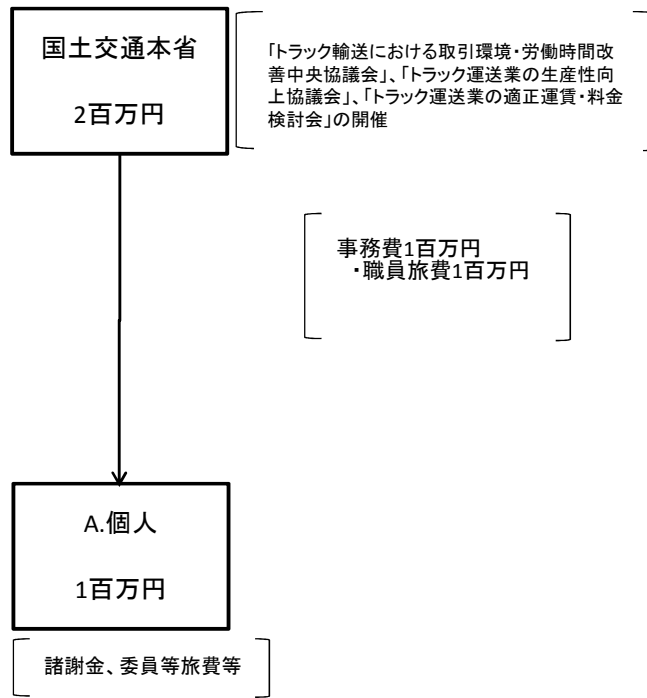 国土交通本省
2百万円
「トラック輸送における取引環境・労働時間改
善中央協議会」、「トラック運送業の生産性向
上協議会」、「トラック運送業の適正運賃・料金
検討会」の開催
事務費1百万円
・職員旅費1百万円
A.個人
1百万円
諸謝金、委員等旅費等